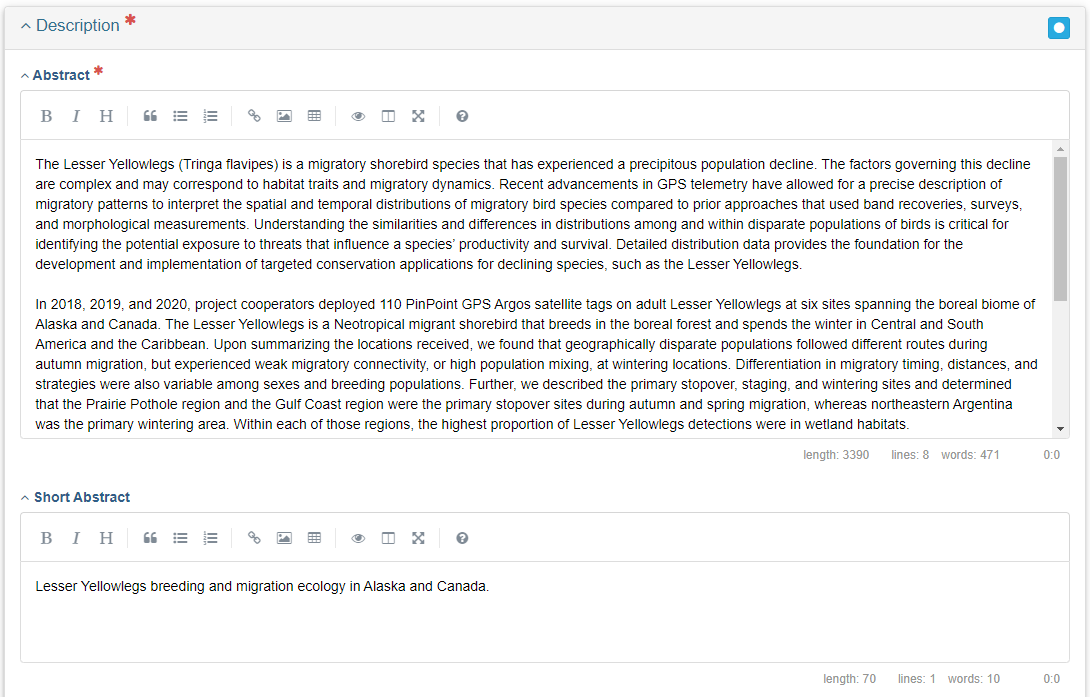 Description *
Abstract *
B I H
The Lesser Yellowlegs (Tringa flavipes) is a migratory shorebird species that has experienced a precipitous population decline. The factors governing this decline
are complex and may correspond to habitat traits and migratory dynamics. Recent advancements in GPS telemetry have allowed for a precise description of
migratory patterns to interpret the spatial and temporal distributions of migratory bird species compared to prior approaches that used band recoveries, surveys,
and morphological measurements. Understanding the similarities and differences in distributions among and within disparate populations of birds is critical for
identifying the potential exposure to threats that influence a species’ productivity and survival. Detailed distribution data provides the foundation for the
development and implementation of targeted conservation applications for declining species, such as the Lesser Yellowlegs.
In 2018, 2019, and 2020, project cooperators deployed 110 PinPoint GPS Argos satellite tags on adult Lesser Yellowlegs at six sites spanning the boreal biome of
Alaska and Canada. The Lesser Yellowlegs is a Neotropical migrant shorebird that breeds in the boreal forest and spends the winter in Central and South
America and the Caribbean. Upon summarizing the locations received, we found that geographically disparate populations followed different routes during
autumn migration, but experienced weak migratory connectivity, or high population mixing, at wintering locations. Differentiation in migratory timing, distances, and
strategies were also variable among sexes and breeding populations. Further, we described the primary stopover, staging, and wintering sites and determined
that the Prairie Pothole region and the Gulf Coast region were the primary stopover sites during autumn and spring migration, whereas northeastern Argentina
was the primary wintering area. Within each of those regions, the highest proportion of Lesser Yellowlegs detections were in wetland habitats.
length: 3390 lines: 8 words: 471 0:0
Short Abstract
B I H
Lesser Yellowlegs breeding and migration ecology in Alaska and Canada.
length: 70 lines: 1 words: 10 0:0